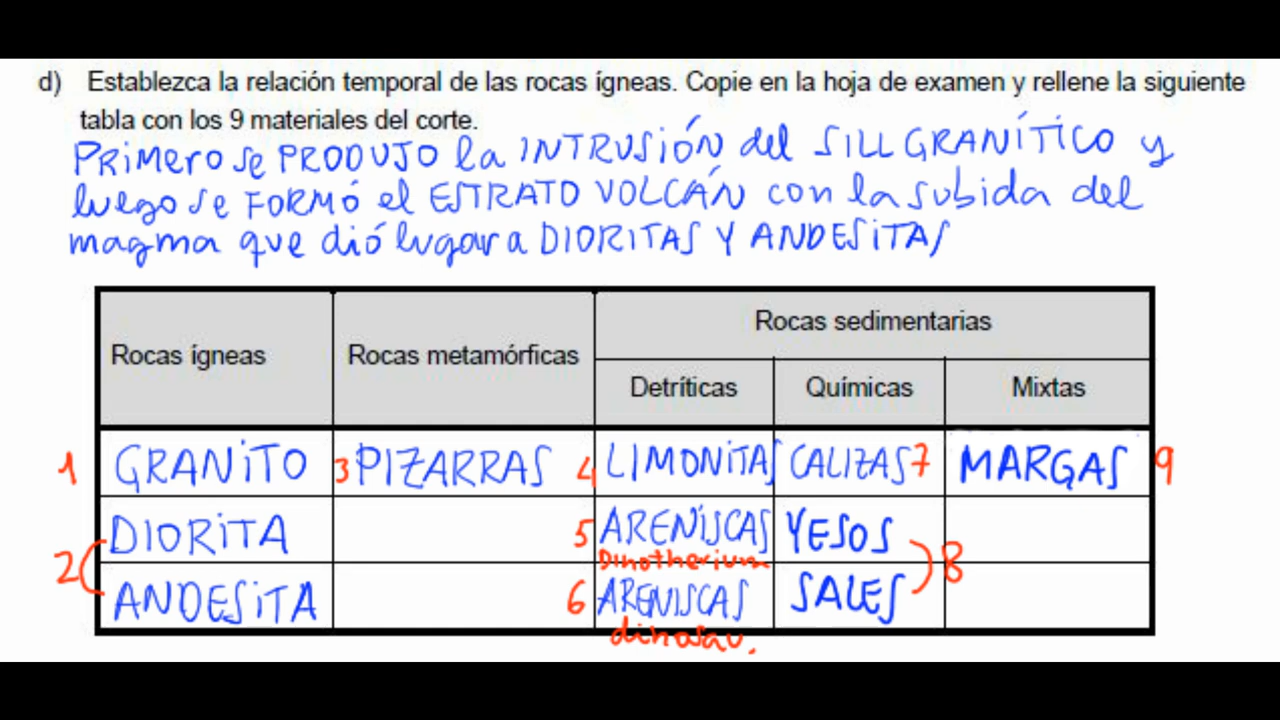 d) Establezca la relación temporal de las rocas ígneas. Copie en la hoja de examen y rellene la siguiente
tabla con los 9 materiales del corte.
PRIMERO se PRODUJO la INTRUSIÓN del SILL GRANÍTICO y
luego se FORMÓ el ESTRATO VOLCÁN con la subida del
magma que dió lugar a DIORITAS Y ANDESITAS
Rocas ígneas
Rocas metamórficas
Rocas sedimentarias
Detríticas
Químicas
Mixtas
1 GRANITO 3 PIZARRAS 4 LIMONITAS CALIZAS 7 MARGAS 9
DIORITA 5 ARENISCAS YESOS
Dinotherium
2 8
ANDESITA 6 ARENISCAS SALES
dinosau.